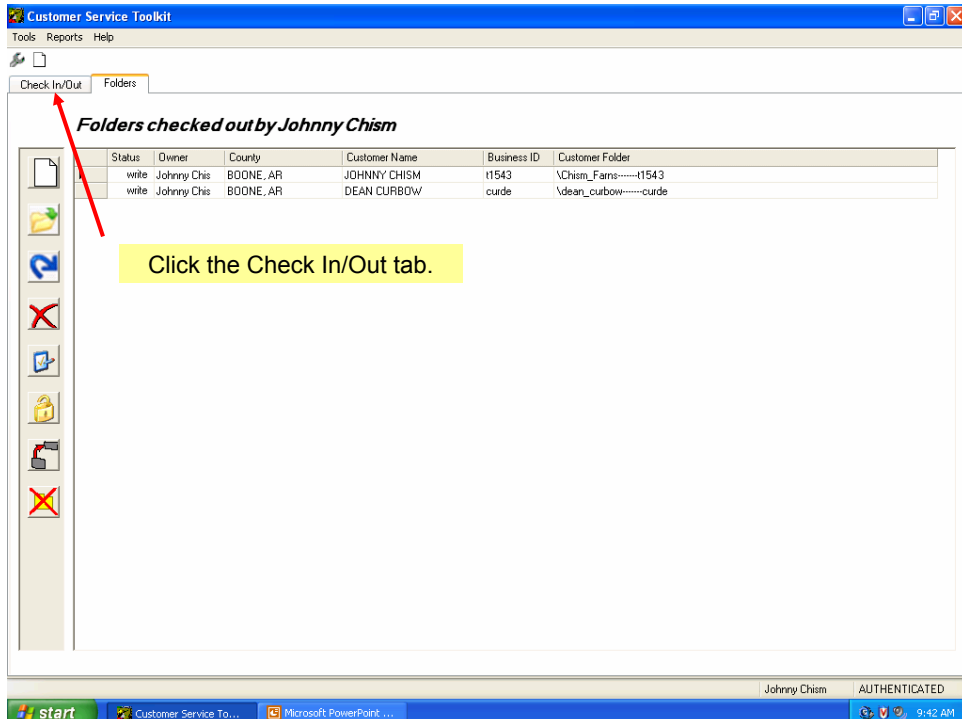 Customer Service Toolkit
Tools Reports Help
Check In/Out Folders
Folders checked out by Johnny Chism
Status Owner County Customer Name Business ID Customer Folder
write Johnny Chis BOONE, AR JOHNNY CHISM t1543 \Chism_Farns-------t1543
write Johnny Chis BOONE, AR DEAN CURBOW curde \dean_curbow-------curde
Click the Check In/Out tab.
Johnny Chism AUTHENTICATED
start Customer Service To... Microsoft PowerPoint ... 9:42 AM